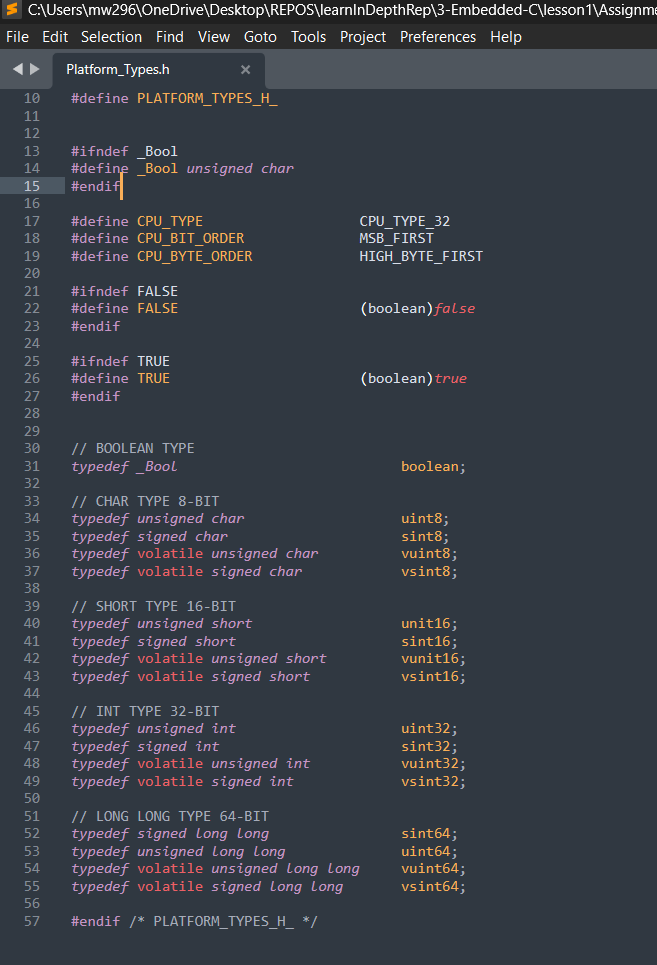 C:\Users\mw296\OneDrive\Desktop\REPOS\learnInDepthRep\3-Embedded-C\lesson1\Assignme
File Edit Selection Find View Goto Tools Project Preferences Help
Platform_Types.h ×
10 #define PLATFORM_TYPES_H_
11
12
13 #ifndef _Bool
14 #define _Bool unsigned char
15 #endif
16
17 #define CPU_TYPE CPU_TYPE_32
18 #define CPU_BIT_ORDER MSB_FIRST
19 #define CPU_BYTE_ORDER HIGH_BYTE_FIRST
20
21 #ifndef FALSE
22 #define FALSE (boolean)false
23 #endif
24
25 #ifndef TRUE
26 #define TRUE (boolean)true
27 #endif
28
29
30 // BOOLEAN TYPE
31 typedef _Bool boolean;
32
33 // CHAR TYPE 8-BIT
34 typedef unsigned char uint8;
35 typedef signed char sint8;
36 typedef volatile unsigned char vuint8;
37 typedef volatile signed char vsint8;
38
39 // SHORT TYPE 16-BIT
40 typedef unsigned short unit16;
41 typedef signed short sint16;
42 typedef volatile unsigned short vunit16;
43 typedef volatile signed short vsint16;
44
45 // INT TYPE 32-BIT
46 typedef unsigned int uint32;
47 typedef signed int sint32;
48 typedef volatile unsigned int vuint32;
49 typedef volatile signed int vsint32;
50
51 // LONG LONG TYPE 64-BIT
52 typedef signed long long sint64;
53 typedef unsigned long long uint64;
54 typedef volatile unsigned long long vuint64;
55 typedef volatile signed long long vsint64;
56
57 #endif /* PLATFORM_TYPES_H_ */